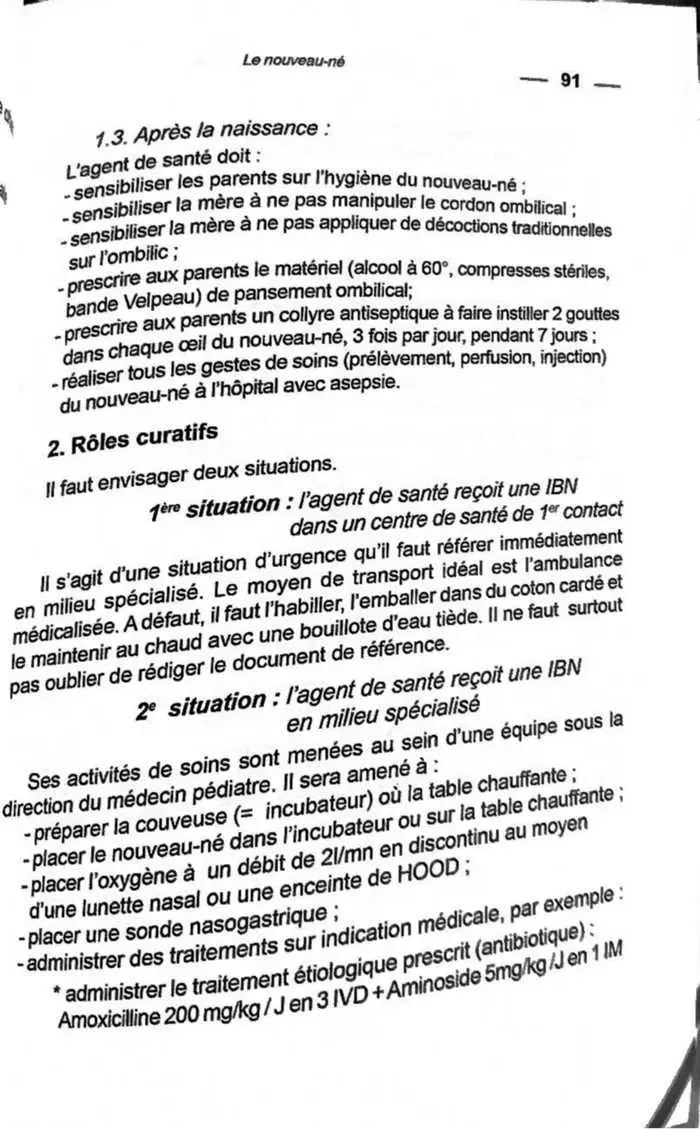 Le nouveau-né
— 91 —
1.3. Après la naissance :
L'agent de santé doit :
- sensibiliser les parents sur l'hygiène du nouveau-né ;
- sensibiliser la mère à ne pas manipuler le cordon ombilical ;
- sensibiliser la mère à ne pas appliquer de décoctions traditionnelles
sur l'ombilic ;
- prescrire aux parents le matériel (alcool à 60°, compresses stériles,
bande Velpeau) de pansement ombilical;
- prescrire aux parents un collyre antiseptique à faire instiller 2 gouttes
dans chaque œil du nouveau-né, 3 fois par jour, pendant 7 jours ;
- réaliser tous les gestes de soins (prélèvement, perfusion, injection)
du nouveau-né à l'hôpital avec asepsie.
2. Rôles curatifs
Il faut envisager deux situations.
1ère situation : l'agent de santé reçoit une IBN
dans un centre de santé de 1er contact
Il s'agit d'une situation d'urgence qu'il faut référer immédiatement
en milieu spécialisé. Le moyen de transport idéal est l'ambulance
médicalisée. A défaut, il faut l'habiller, l'emballer dans du coton cardé et
le maintenir au chaud avec une bouillote d'eau tiède. Il ne faut surtout
pas oublier de rédiger le document de référence.
2e situation : l'agent de santé reçoit une IBN
en milieu spécialisé
Ses activités de soins sont menées au sein d'une équipe sous la
direction du médecin pédiatre. Il sera amené à :
- préparer la couveuse (= incubateur) où la table chauffante ;
- placer le nouveau-né dans l'incubateur ou sur la table chauffante ;
- placer l'oxygène à un débit de 2l/mn en discontinu au moyen
d'une lunette nasal ou une enceinte de HOOD ;
- placer une sonde nasogastrique ;
- administrer des traitements sur indication médicale, par exemple :
* administrer le traitement étiologique prescrit (antibiotique) :
Amoxicilline 200 mg/kg / J en 3 IVD + Aminoside 5mg/kg /J en 1 IM